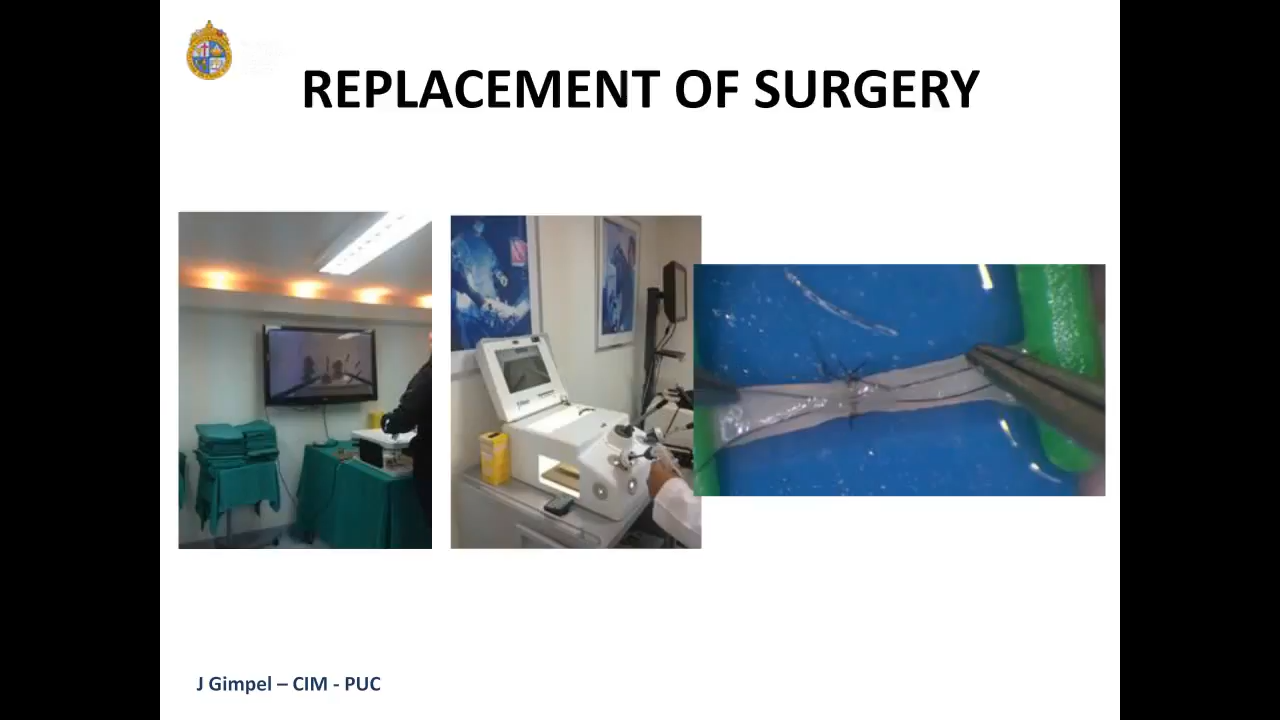 REPLACEMENT OF SURGERY
J Gimpel – CIM - PUC